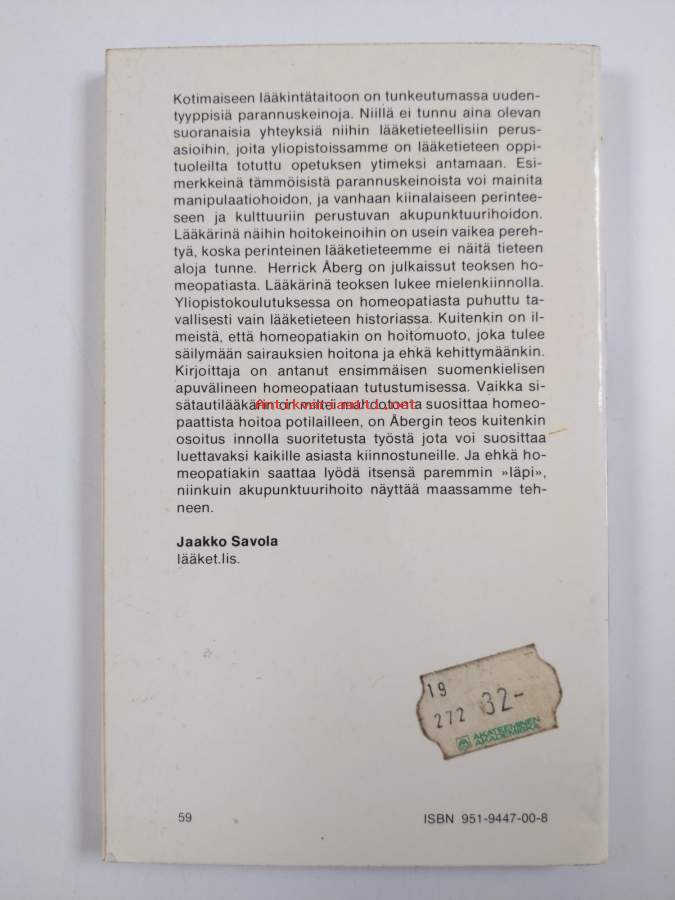 Kotimaiseen lääkintätaitoon on tunkeutumassa uuden-
tyyppisiä parannuskeinoja. Niillä ei tunnu aina olevan
suoranaisia yhteyksiä niihin lääketieteellisiin perus-
asioihin, joita yliopistoissamme on lääketieteen oppi-
tuoleilta totuttu opetuksen ytimeksi antamaan. Esi-
merkkeinä tämmöisistä parannuskeinoista voi mainita
manipulaatiohoidon, ja vanhaan kiinalaiseen perintee-
seen ja kulttuuriin perustuvan akupunktuurihoidon.
Lääkärinä näihin hoitokeinoihin on usein vaikea pereh-
tyä, koska perinteinen lääketieteemme ei näitä tieteen
aloja tunne. Herrick Åberg on julkaissut teoksen ho-
meopatiasta. Lääkärinä teoksen lukee mielenkiinnolla.
Yliopistokoulutuksessa on homeopatiasta puhuttu ta-
vallisesti vain lääketieteen historiassa. Kuitenkin on il-
meistä, että homeopatiakin on hoitomuoto, joka tulee
säilymään sairauksien hoitona ja ehkä kehittymäänkin.
Kirjoittaja on antanut ensimmäisen suomenkielisen
apuvälineen homeopatiaan tutustumisessa. Vaikka si-
sätautilääkärin on miltei mahdotonta suosittaa homeo-
paattista hoitoa potilailleen, on Åbergin teos kuitenkin
osoitus innolla suoritetusta työstä jota voi suosittaa
luettavaksi kaikille asiasta kiinnostuneille. Ja ehkä ho-
meopatiakin saattaa lyödä itsensä paremmin »läpi»,
niinkuin akupunktuurihoito näyttää maassamme teh-
neen.
Jaakko Savola
lääket.lis.
19
272 32-
AKATEEMINEN
AKADEMISKA
59 ISBN 951-9447-00-8